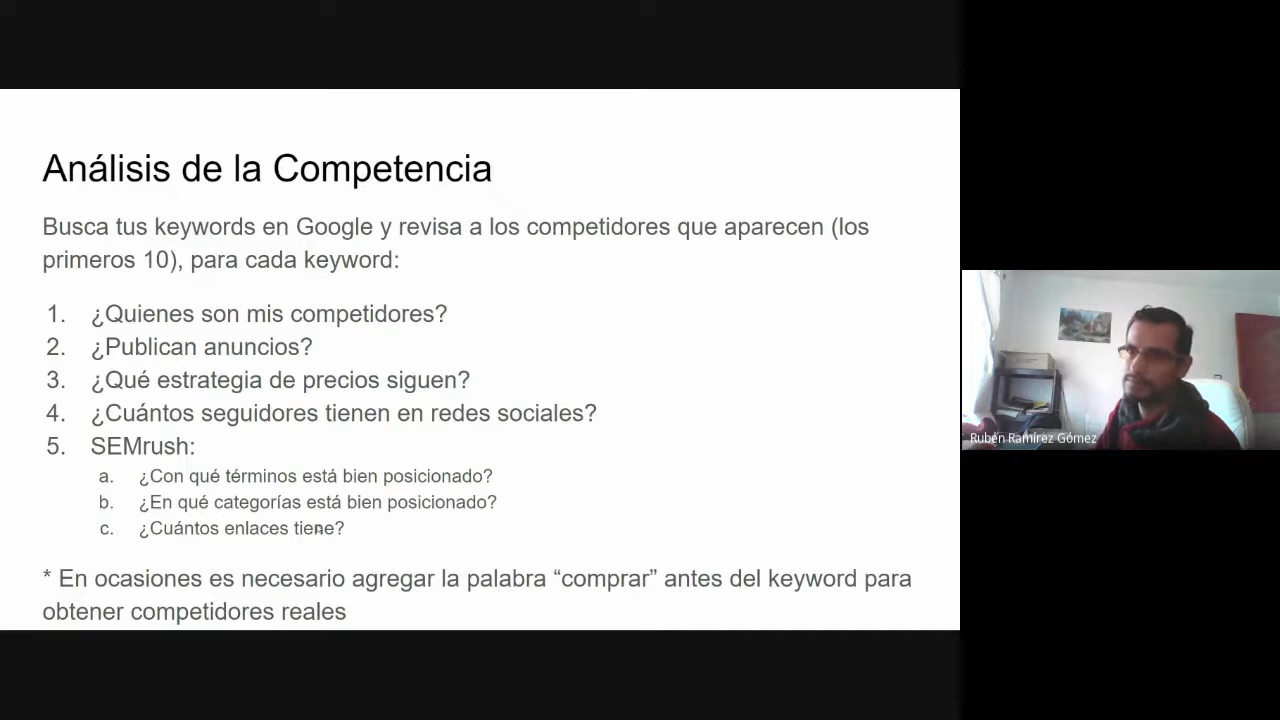 Análisis de la Competencia
Busca tus keywords en Google y revisa a los competidores que aparecen (los
primeros 10), para cada keyword:
1. ¿Quienes son mis competidores?
2. ¿Publican anuncios?
3. ¿Qué estrategia de precios siguen?
4. ¿Cuántos seguidores tienen en redes sociales?
5. SEMrush:
a. ¿Con qué términos está bien posicionado?
b. ¿En qué categorías está bien posicionado?
c. ¿Cuántos enlaces tiene?
* En ocasiones es necesario agregar la palabra “comprar” antes del keyword para
obtener competidores reales
Rubén Ramírez Gómez